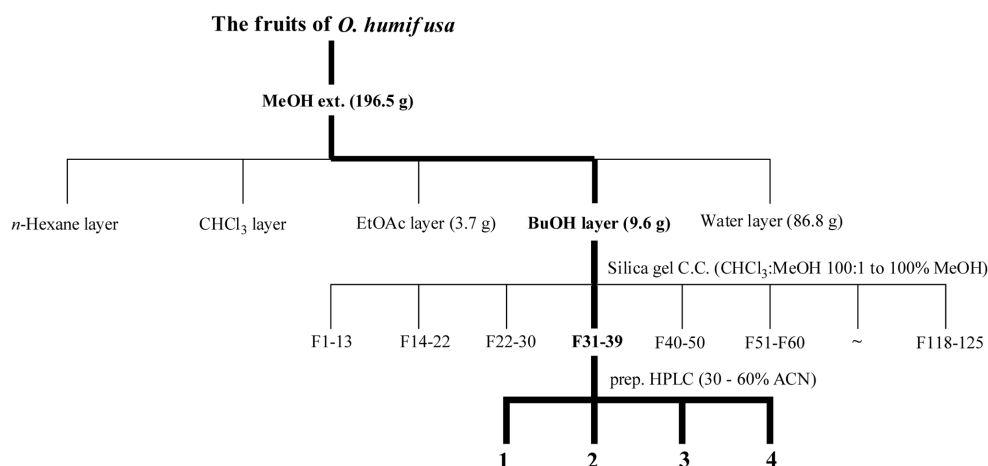 The fruits of O. humifusa
MeOH ext. (196.5 g)
n-Hexane layer
CHCl3 layer
EtOAc layer (3.7 g)
BuOH layer (9.6 g)
Water layer (86.8 g)
Silica gel C.C. (CHCl3:MeOH 100:1 to 100% MeOH)
F1-13
F14-22
F22-30
F31-39
F40-50
F51-F60
~
F118-125
prep. HPLC (30 - 60% ACN)
1
2
3
4